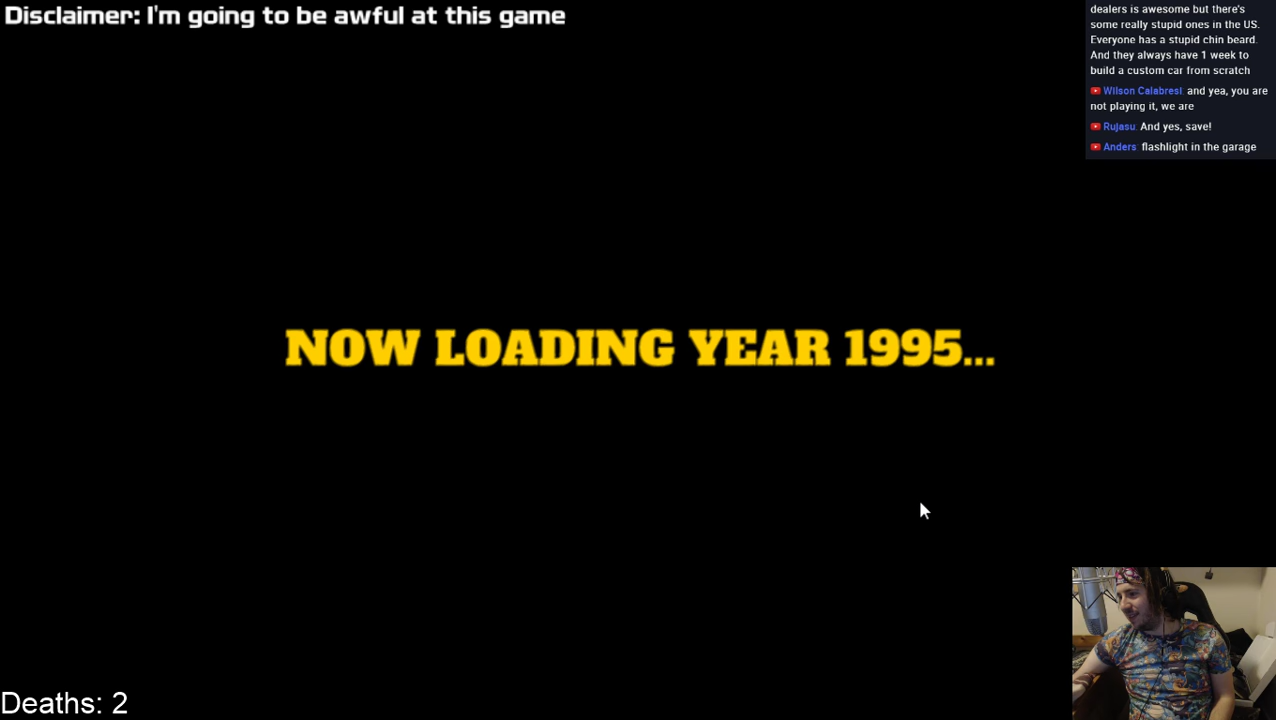 Disclaimer: I'm going to be awful at this game
dealers is awesome but there's
some really stupid ones in the US.
Everyone has a stupid chin beard.
And they always have 1 week to
build a custom car from scratch
Wilson Calabresi: and yea, you are
not playing it, we are
Rujasu: And yes, save!
Anders: flashlight in the garage
NOW LOADING YEAR 1995...
Deaths: 2